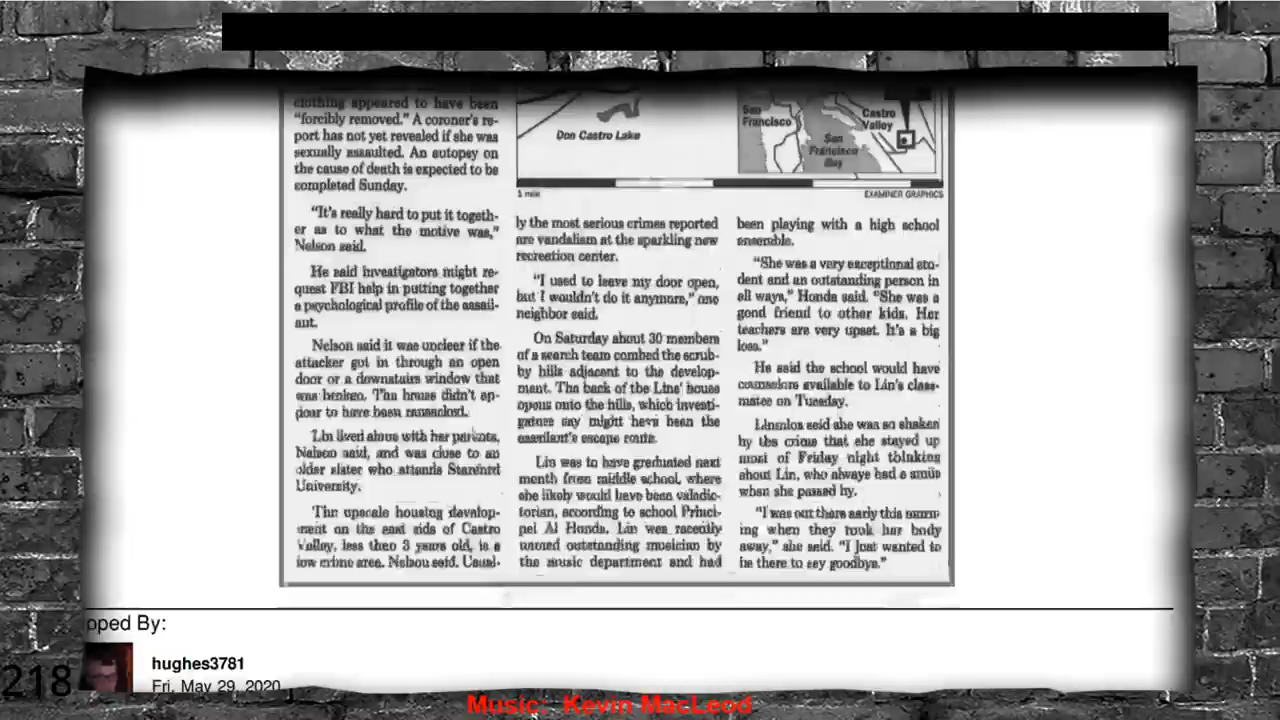 clothing appeared to have been
"forcibly removed." A coroner's re-
port has not yet revealed if she was
sexually assaulted. An autopsy on
the cause of death is expected to be
completed Sunday.
"It's really hard to put it togeth-
er as to what the motive was,"
Nelson said.
He said investigators might re-
quest FBI help in putting together
a psychological profile of the assail-
ant.
Nelson said it was unclear if the
attacker got in through an open
door or a downstairs window that
was broken. The house didn't ap-
pear to have been ransacked.
Lin lived alone with her parents,
Nelson said, and was close to an
older sister who attends Stanford
University.
The upscale housing develop-
ment on the east side of Castro
Valley, less than 3 years old, is a
low crime area, Nelson said. Usual-
Don Castro Lake
San
Francisco
San
Francisco
Bay
Castro
Valley
1 mile
EXAMINER GRAPHICS
ly the most serious crimes reported
are vandalism at the sparkling new
recreation center.
"I used to leave my door open,
but I wouldn't do it anymore," one
neighbor said.
On Saturday about 30 members
of a search team combed the scrub-
by hills adjacent to the develop-
ment. The back of the Lins' house
opens onto the hills, which investi-
gators say might have been the
assailant's escape route.
Lin was to have graduated next
month from middle school, where
she likely would have been valedic-
torian, according to school Princi-
pal Al Honda. Lin was recently
named outstanding musician by
the music department and had
been playing with a high school
ensemble.
"She was a very exceptional stu-
dent and an outstanding person in
all ways," Honda said. "She was a
good friend to other kids. Her
teachers are very upset. It's a big
loss."
He said the school would have
counselors available to Lin's class-
mates on Tuesday.
said she was so shaken
by the crime that she stayed up
most of Friday night thinking
about Lin, who always had a smile
when she passed by.
"I was out there early this morn-
ing when they took her body
away," she said. "I just wanted to
be there to say goodbye."
pped By:
hughes3781
Fri, May 29, 2020
218
Music: Kevin MacLeod